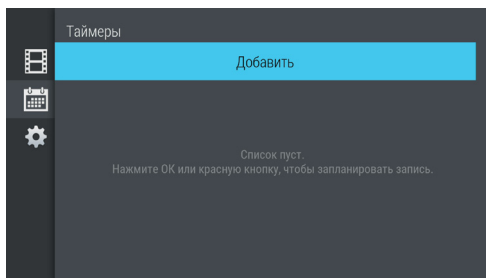 Таймеры
Добавить
Список пуст.
Нажмите ОК или красную кнопку, чтобы запланировать запись.